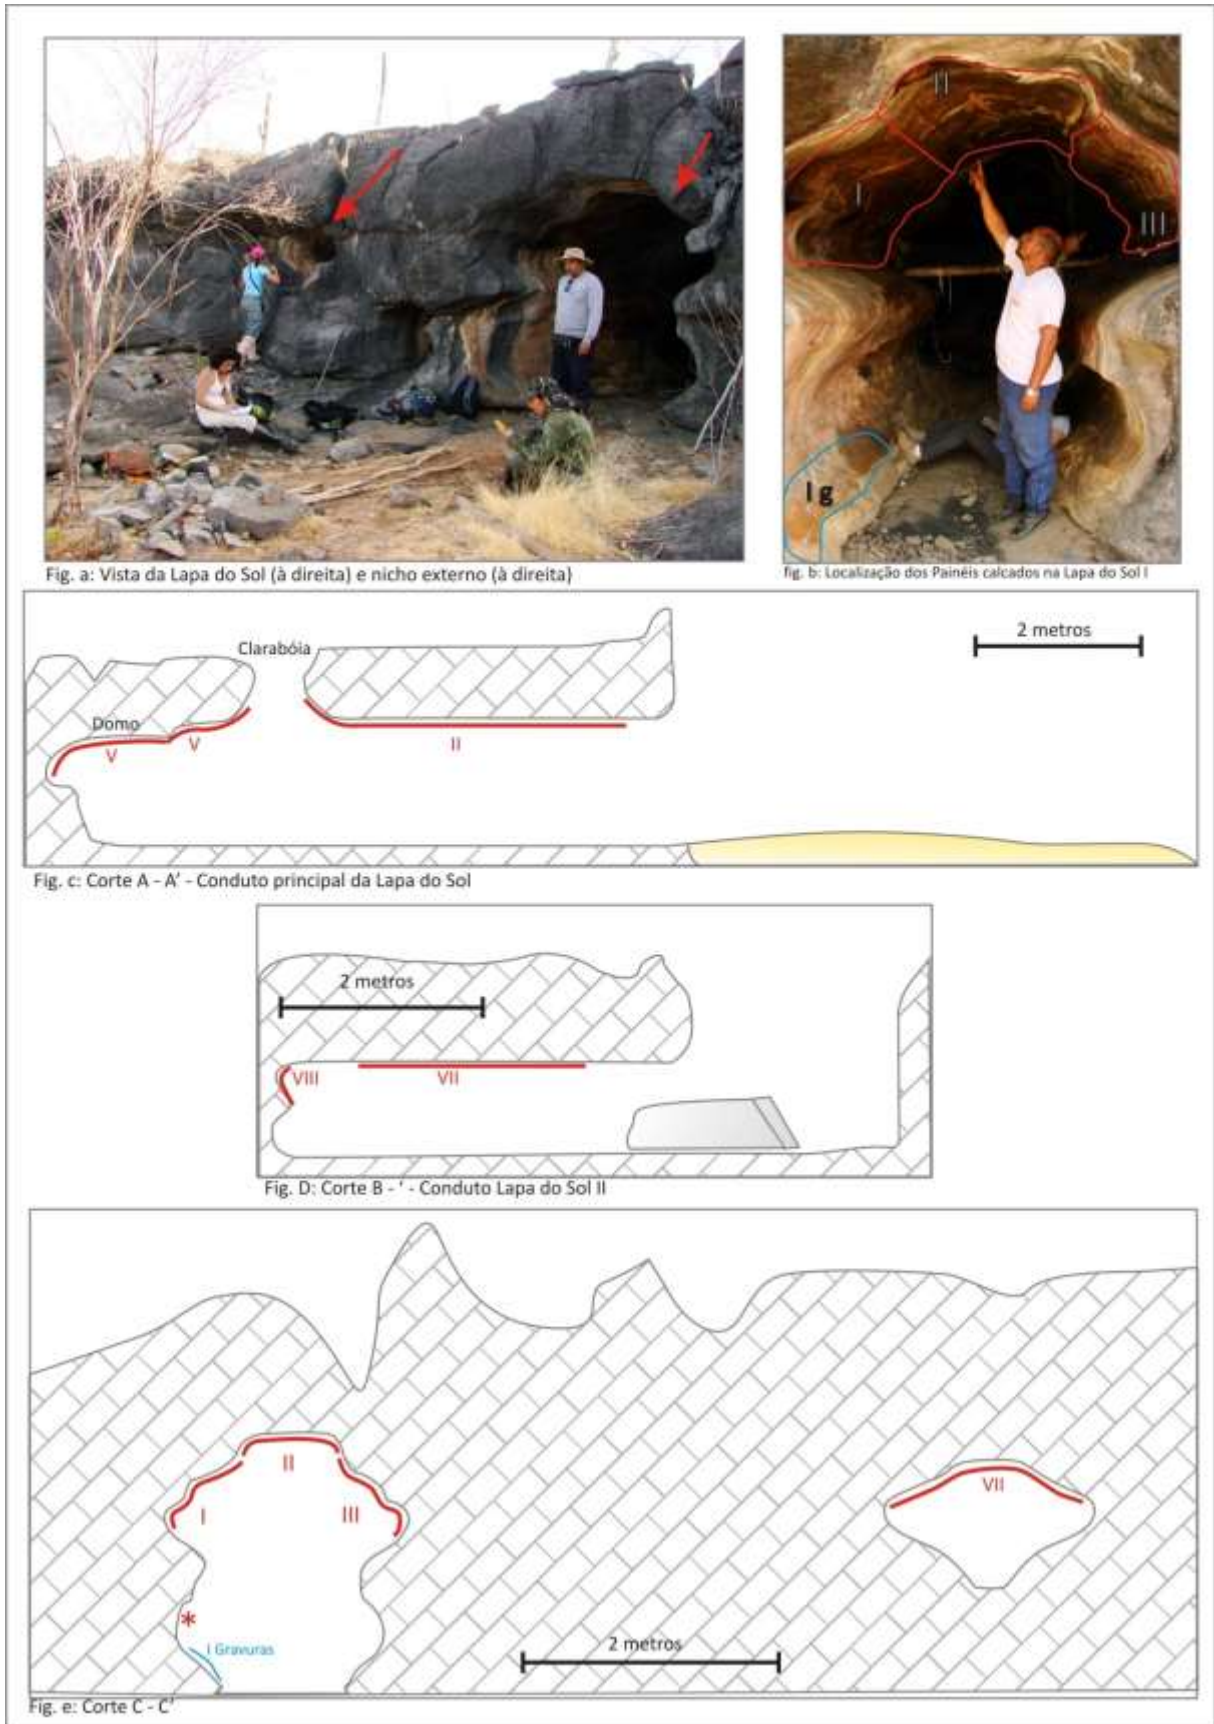 II
I
III
I g
Fig. a: Vista da Lapa do Sol (à direita) e nicho externo (à direita)
fig. b: Localização dos Painéis calcados na Lapa do Sol I
Clarabóia
2 metros
Domo
V
V
II
Fig. c: Corte A - A' - Conduto principal da Lapa do Sol
2 metros
VIII
VII
Fig. D: Corte B - ‘ - Conduto Lapa do Sol II
II
I
III
VII
*
I Gravuras
2 metros
Fig. e: Corte C - C'